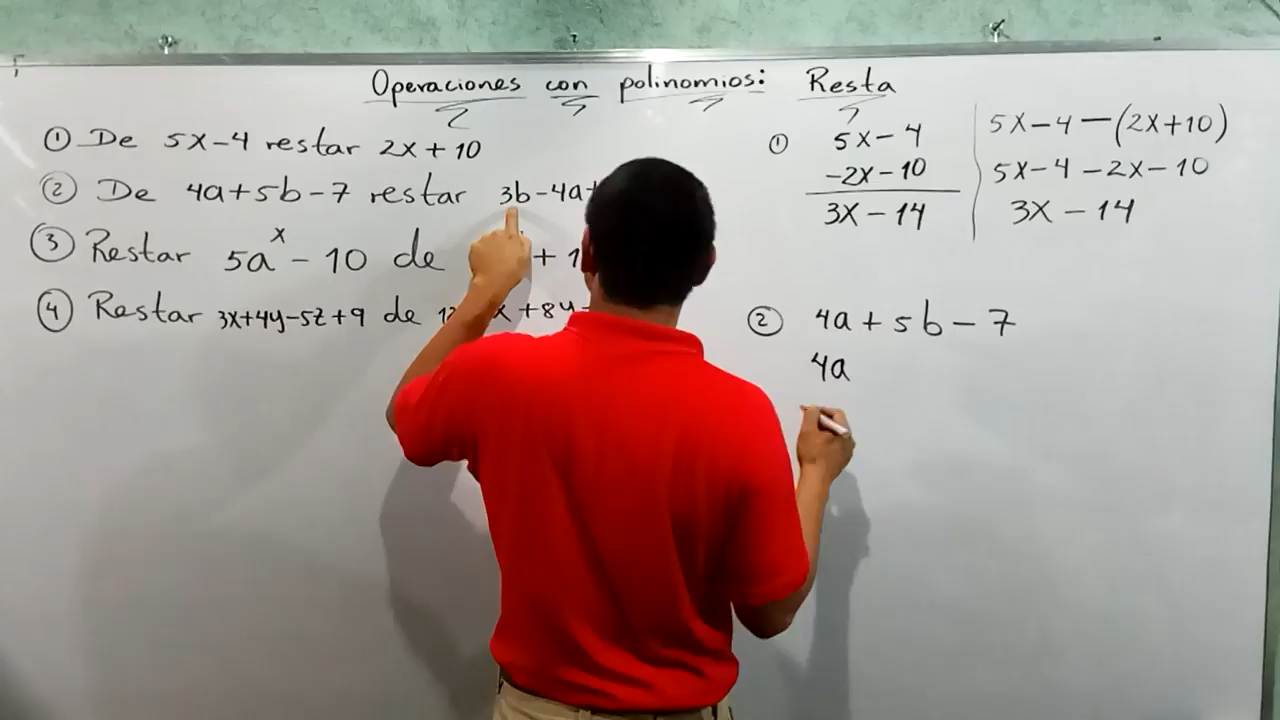 Operaciones con polinomios: Resta
① De 5x-4 restar 2x+10
② De 4a+5b-7 restar 3b-4a+
③ Restar 5aˣ-10 de + 1
④ Restar 3x+4y-5z+9 de 12 x+8y
① 5x-4
-2x-10
3x-14
5x-4-(2x+10)
5x-4-2x-10
3x-14
② 4a+5b-7
4a